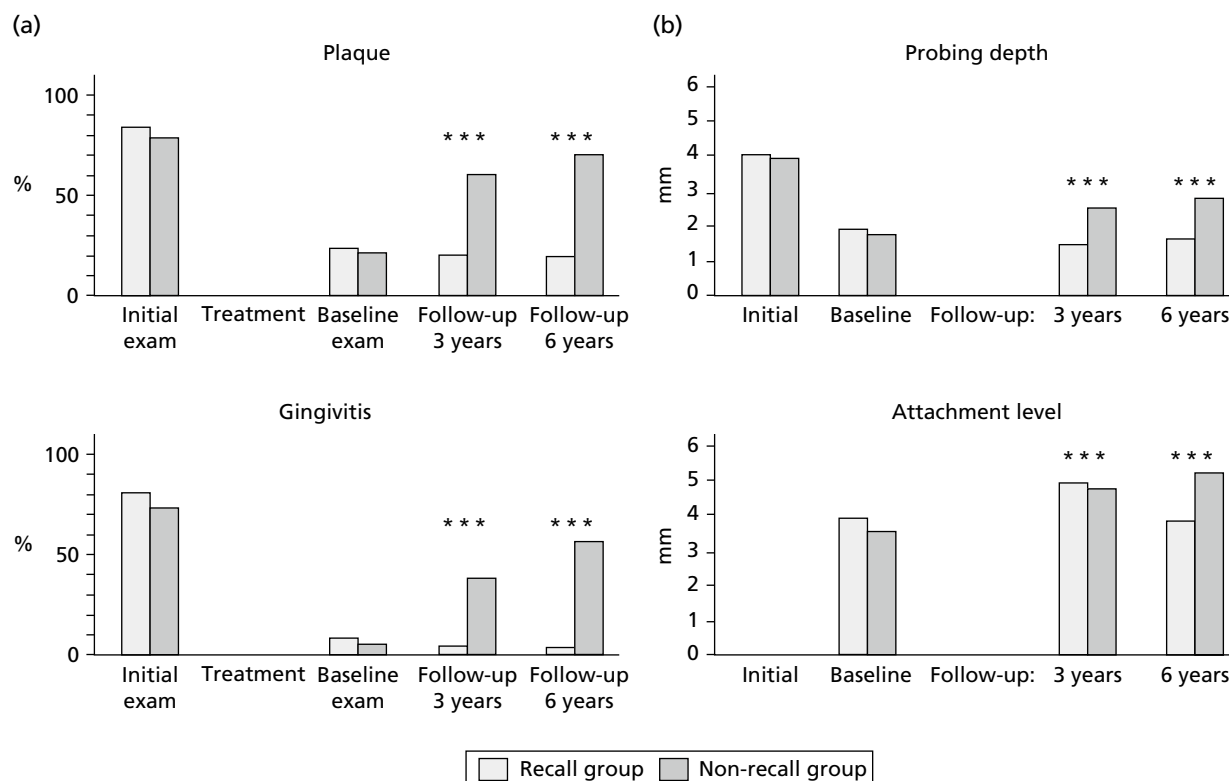 (a)
Plaque
100
50
0
%
* * *
* * *
Initial exam
Treatment
Baseline exam
Follow-up 3 years
Follow-up 6 years
Gingivitis
100
50
0
%
* * *
* * *
Initial exam
Treatment
Baseline exam
Follow-up 3 years
Follow-up 6 years
(b)
Probing depth
6
5
4
3
2
1
0
mm
* * *
* * *
Initial
Baseline
Follow-up:
3 years
6 years
Attachment level
6
5
4
3
2
1
0
mm
* * *
* * *
Initial
Baseline
Follow-up:
3 years
6 years
Recall group
Non-recall group